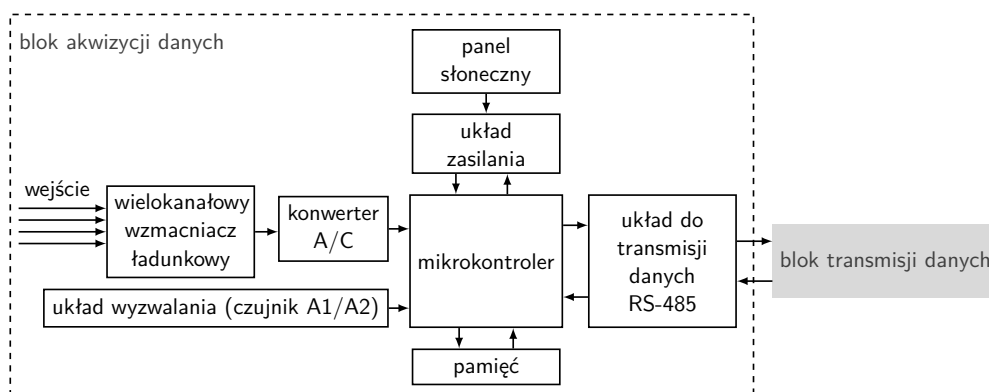 blok akwizycji danych
panel
słoneczny
układ
zasilania
wejście
wielokanałowy
wzmacniacz
ładunkowy
konwerter
A/C
mikrokontroler
układ do
transmisji
danych
RS-485
blok transmisji danych
układ wyzwalania (czujnik A1/A2)
pamięć